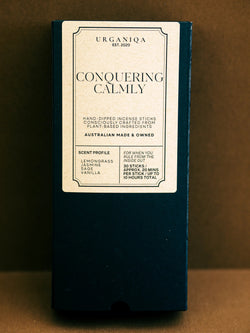 URGANIQA
EST. 2020
CONQUERING
CALMLY
HAND-DIPPED INCENSE STICKS
CONSCIOUSLY CRAFTED FROM
PLANT-BASED INGREDIENTS
AUSTRALIAN MADE & OWNED
SCENT PROFILE
LEMONGRASS
JASMINE
SAGE
VANILLA
FOR WHEN YOU
RULE FROM THE
INSIDE OUT
30 STICKS /
APPROX. 20 MINS
PER STICK / UP TO
10 HOURS TOTAL